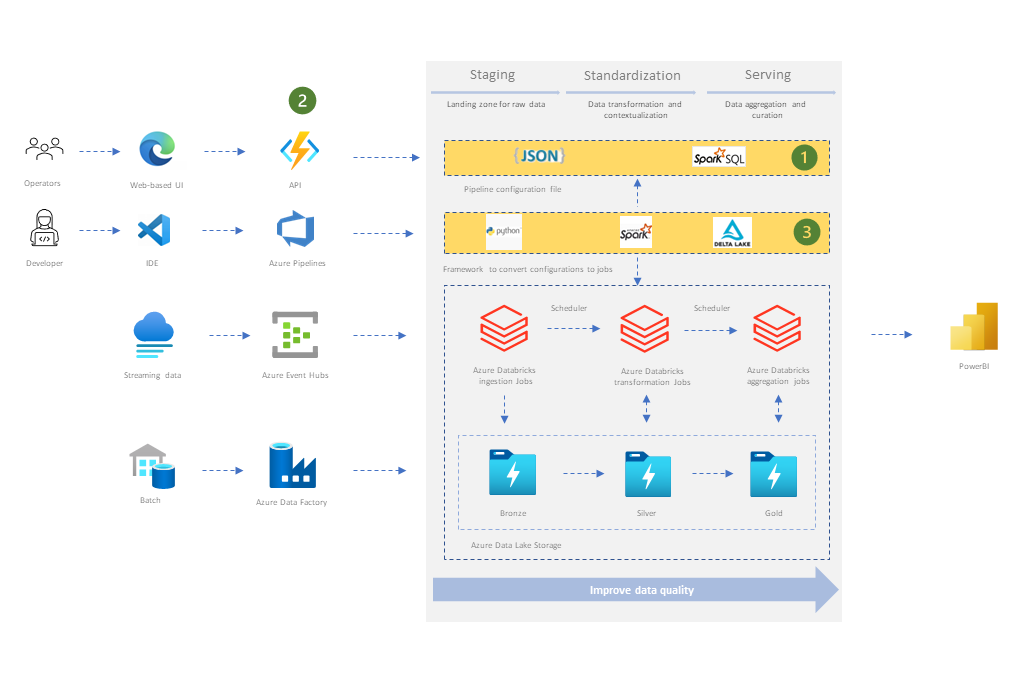 Staging
Standardization
Serving
Landing zone for raw data
Data transformation and
contextualization
Data aggregation and
curation
2
{JSON}
Spark SQL
1
Operators
Web-based UI
API
Pipeline configuration file
python
Spark
DELTA LAKE
3
Developer
IDE
Azure Pipelines
Framework to convert configurations to jobs
Scheduler
Scheduler
Streaming data
Azure Event Hubs
Azure Databricks
ingestion Jobs
Azure Databricks
transformation Jobs
Azure Databricks
aggregation jobs
PowerBI
Batch
Azure Data Factory
Bronze
Silver
Gold
Azure Data Lake Storage
Improve data quality